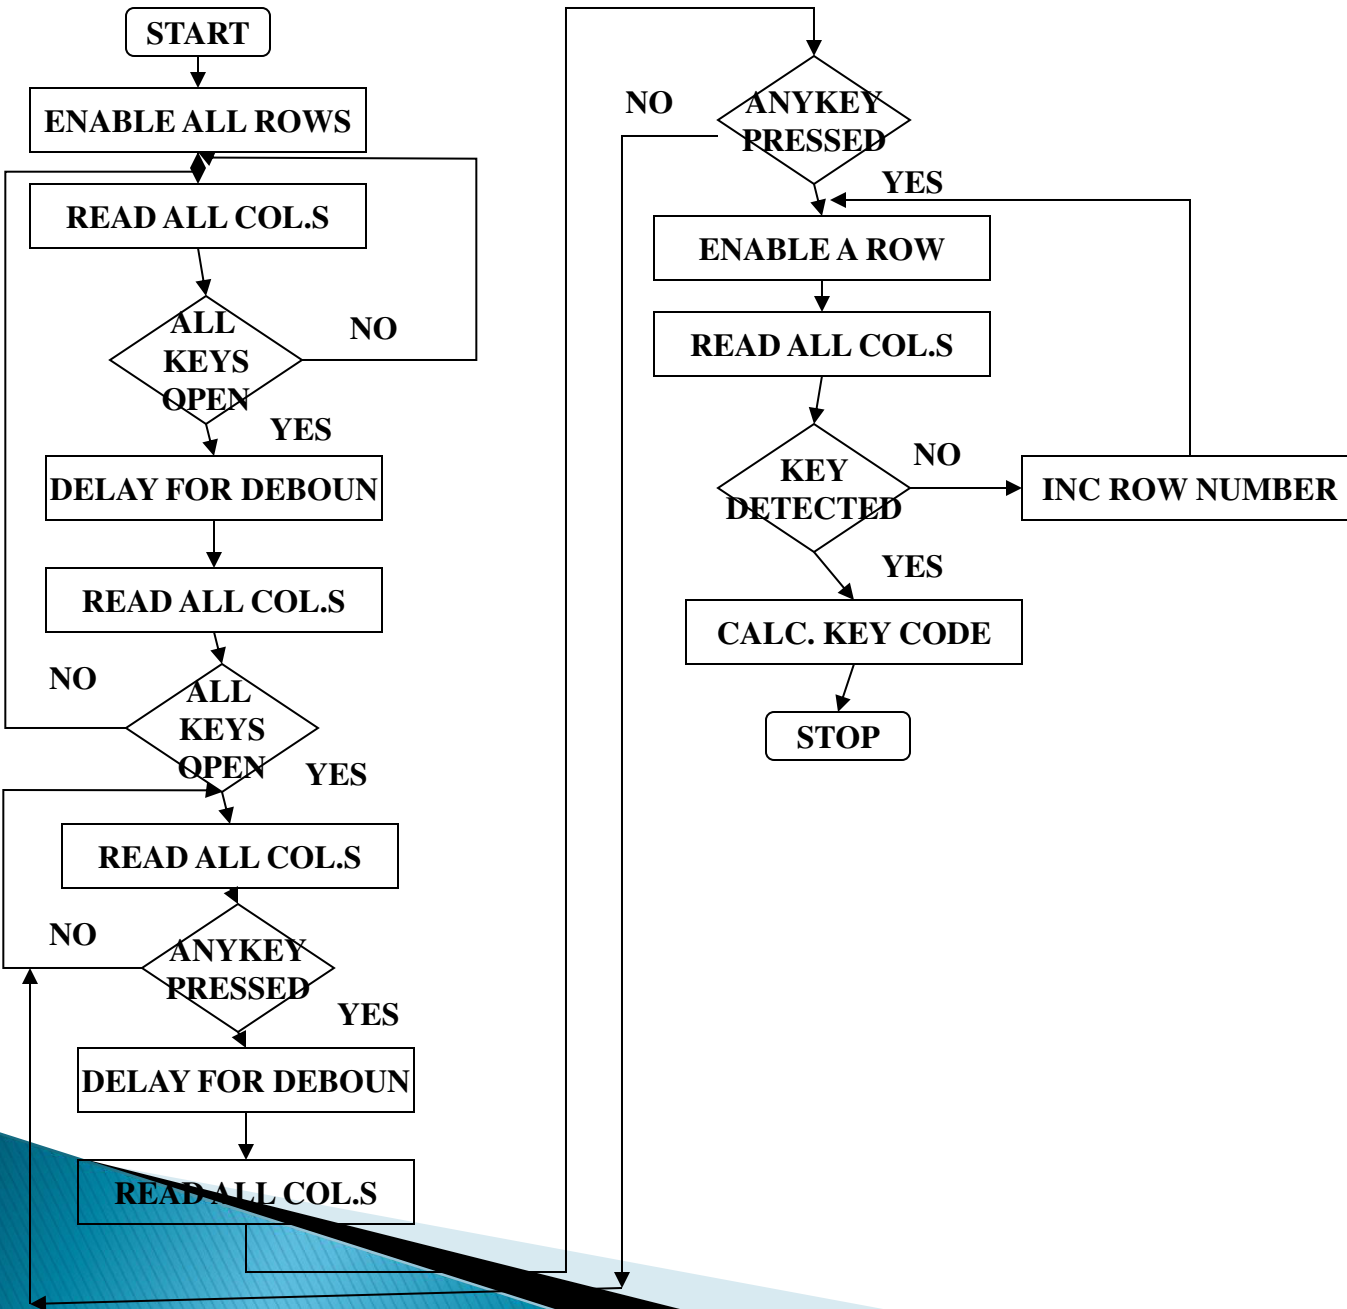 START
ENABLE ALL ROWS
READ ALL COL.S
ALL
KEYS
OPEN
NO
YES
DELAY FOR DEBOUN
READ ALL COL.S
NO
ALL
KEYS
OPEN
YES
READ ALL COL.S
NO
ANYKEY
PRESSED
YES
DELAY FOR DEBOUN
READ ALL COL.S
NO
ANYKEY
PRESSED
YES
ENABLE A ROW
READ ALL COL.S
KEY
DETECTED
NO
INC ROW NUMBER
YES
CALC. KEY CODE
STOP